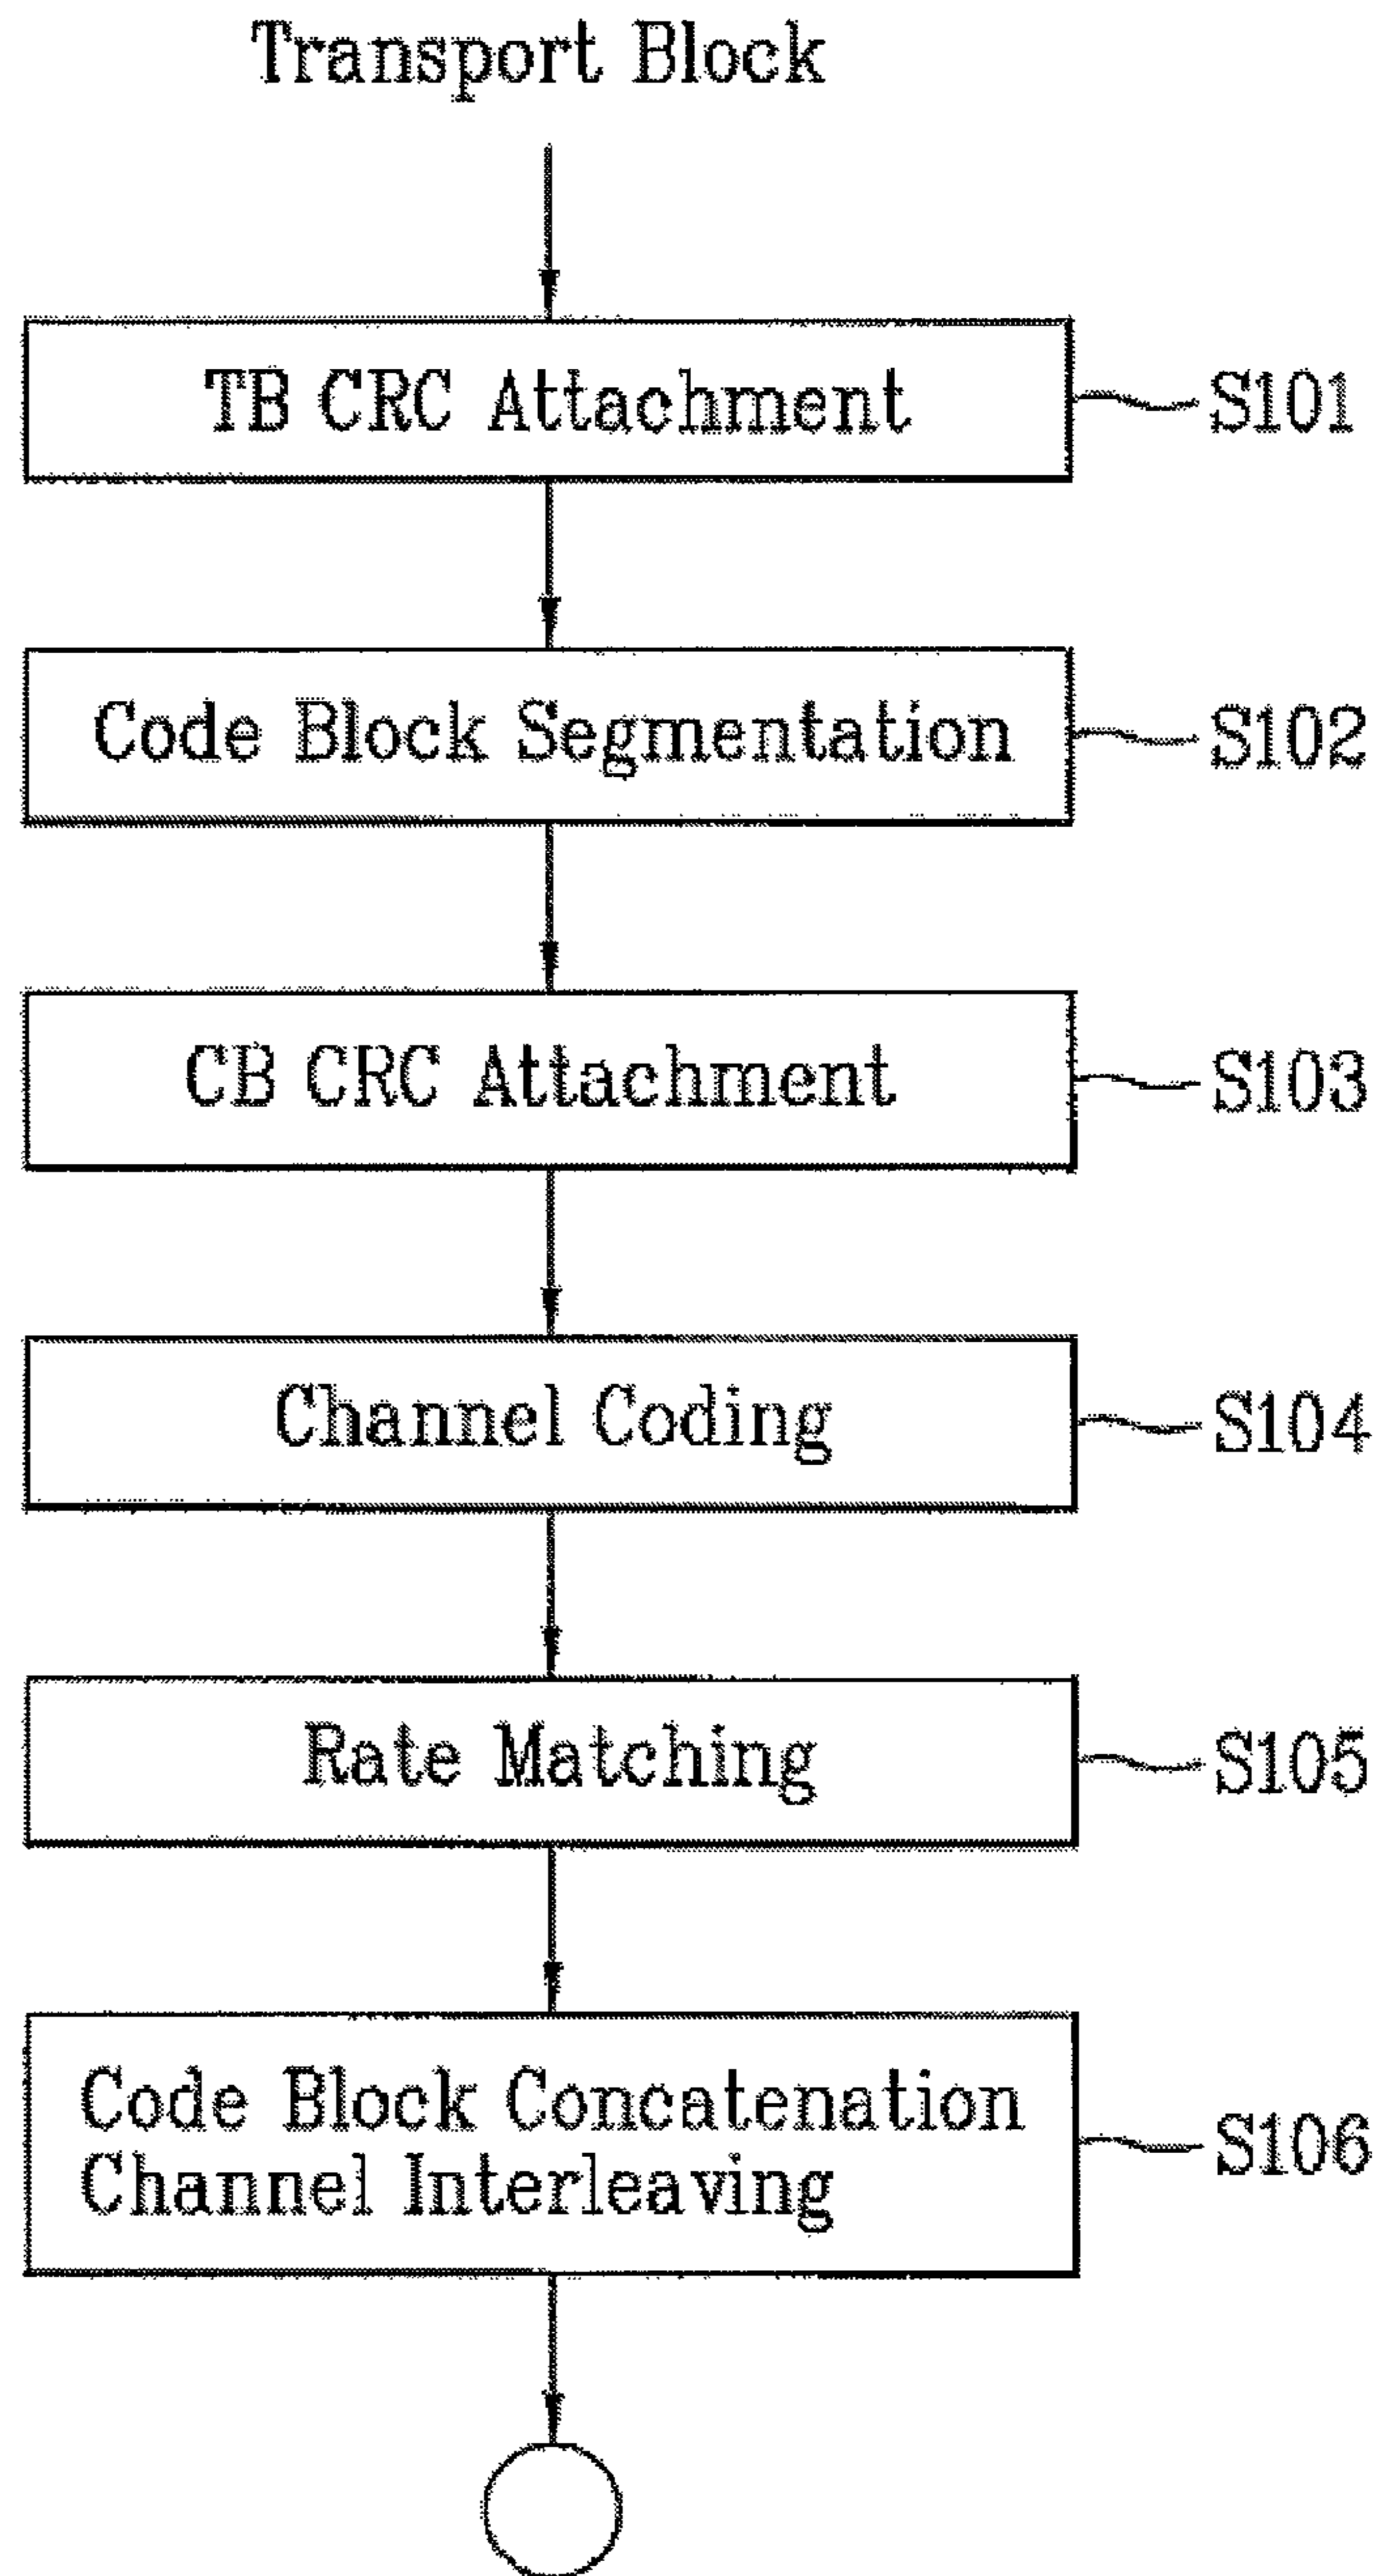 Transport Block
TB CRC Attachment
S101
Code Block Segmentation
S102
CB CRC Attachment
S103
Channel Coding
S104
Rate Matching
S105
Code Block Concatenation
Channel Interleaving
S106